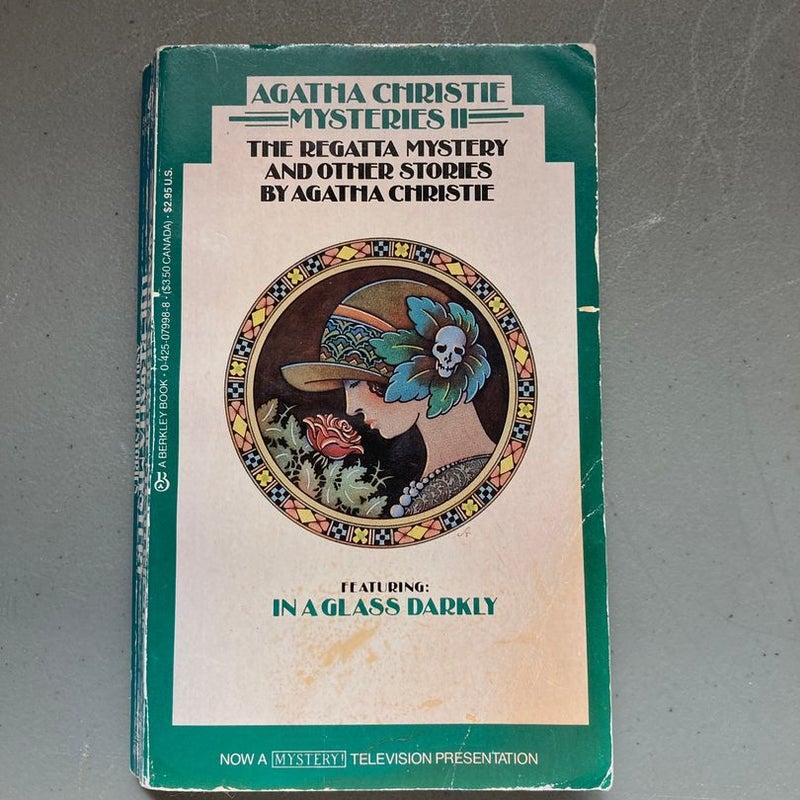 AGATHA CHRISTIE
MYSTERIES II
THE REGATTA MYSTERY
AND OTHER STORIES
BY AGATHA CHRISTIE
FEATURING:
IN A GLASS DARKLY
NOW A MYSTERY! TELEVISION PRESENTATION
A BERKLEY BOOK · 0-425-07998-8 · ($3.50 CANADA) · $2.95 U.S.